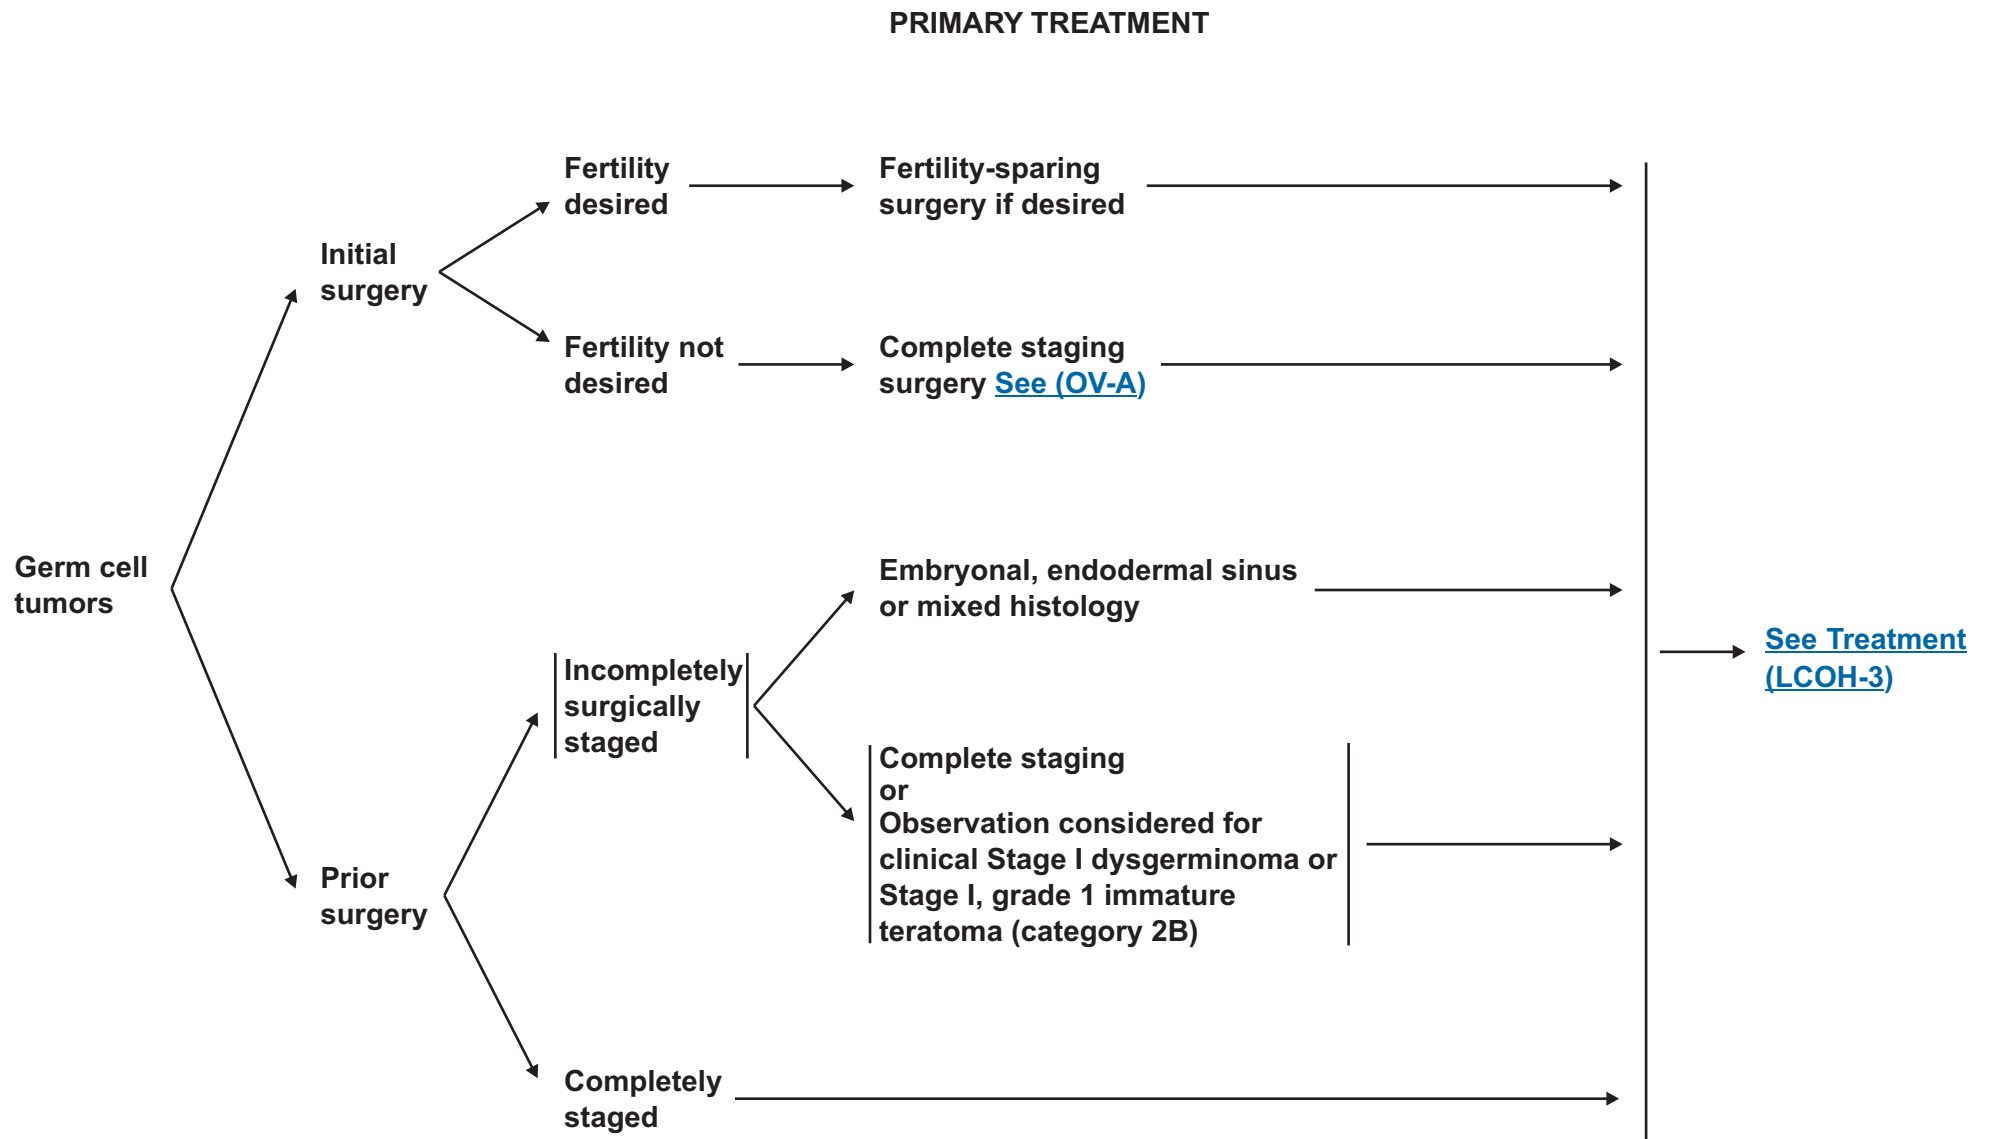 PRIMARY TREATMENT
Fertility
desired
Fertility-sparing
surgery if desired
Initial
surgery
Fertility not
desired
Complete staging
surgery See (OV-A)
Germ cell
tumors
Embryonal, endodermal sinus
or mixed histology
Incompletely
surgically
staged
See Treatment
(LCOH-3)
Complete staging
or
Observation considered for
clinical Stage I dysgerminoma or
Stage I, grade 1 immature
teratoma (category 2B)
Prior
surgery
Completely
staged